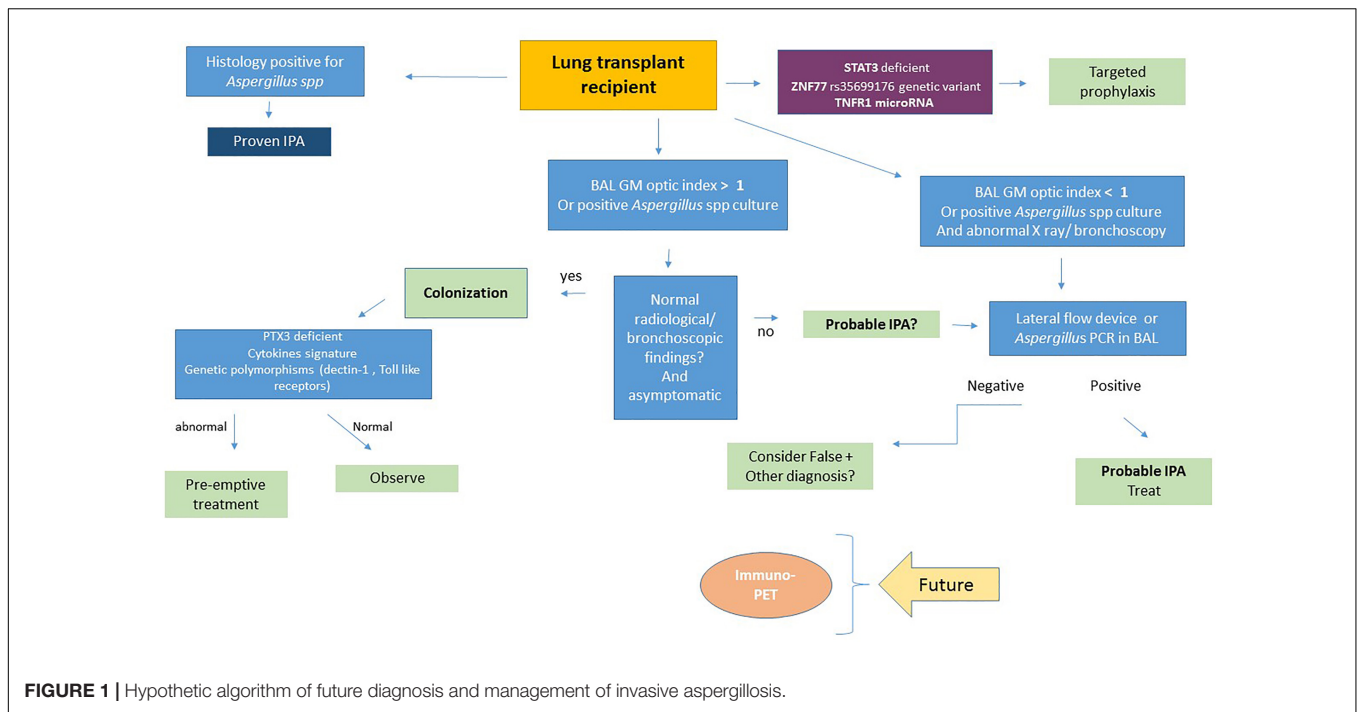 Histology positive for
Aspergillus spp
Proven IPA
Lung transplant
recipient
STAT3 deficient
ZNF77 rs35699176 genetic variant
TNFR1 microRNA
Targeted
prophylaxis
BAL GM optic index > 1
Or positive Aspergillus spp culture
BAL GM optic index < 1
Or positive Aspergillus spp culture
And abnormal X ray/ bronchoscopy
Normal
radiological/
bronchoscopic
findings?
And
asymptomatic
yes
Colonization
PTX3 deficient
Cytokines signature
Genetic polymorphisms (dectin-1 , Toll like
receptors)
abnormal
Normal
Pre-emptive
treatment
Observe
no
Probable IPA?
Lateral flow device or
Aspergillus PCR in BAL
Negative
Positive
Consider False +
Other diagnosis?
Probable IPA
Treat
Immuno-
PET
Future
FIGURE 1 | Hypothetic algorithm of future diagnosis and management of invasive aspergillosis.